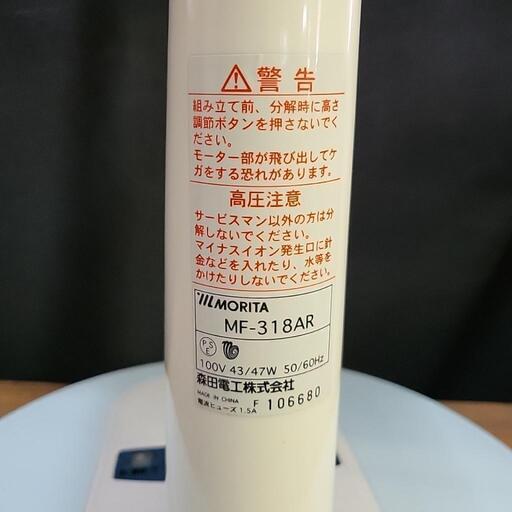 警告
組み立て前、分解時に高さ
調節ボタンを押さないでく
ださい。
モーター部が飛び出してケ
ガをする恐れがあります。
高圧注意
サービスマン以外の方は分
解しないでください。
マイナスイオン発生口に針
金などを入れたり、水等を
かけたりしないでください。
MORITA
MF-318AR
PSE
100V 43/47W 50/60Hz
森田電工株式会社
MADE IN CHINA F 106680
電流ヒューズ 1.5A